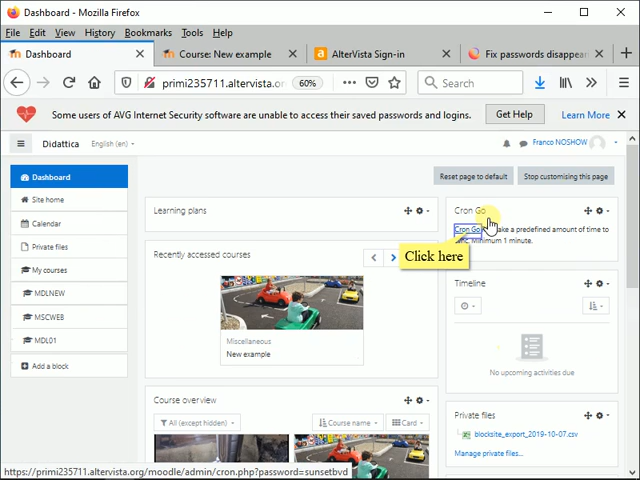 Dashboard - Mozilla Firefox
File Edit View History Bookmarks Tools Help
Dashboard
Course: New example
AlterVista Sign-in
Fix passwords disappear
primi235711.altervista.or
60%
Search
Some users of AVG Internet Security software are unable to access their saved passwords and logins.
Get Help
Learn More
Didattica
English (en)
Franco NOSHOW
Dashboard
Site home
Calendar
Private files
My courses
MDLNEW
MSCWEB
MDL01
Add a block
Reset page to default
Stop customising this page
Learning plans
Recently accessed courses
Miscellaneous
New example
Course overview
All (except hidden)
Course name
Card
Cron Go
Cron Go ke a predefined amount of time to
Minimum 1 minute.
Click here
Timeline
No upcoming activities due
Private files
blocksite_export_2019-10-07.csv
Manage private files...
https://primi235711.altervista.org/moodle/admin/cron.php?password=sunsetbvd